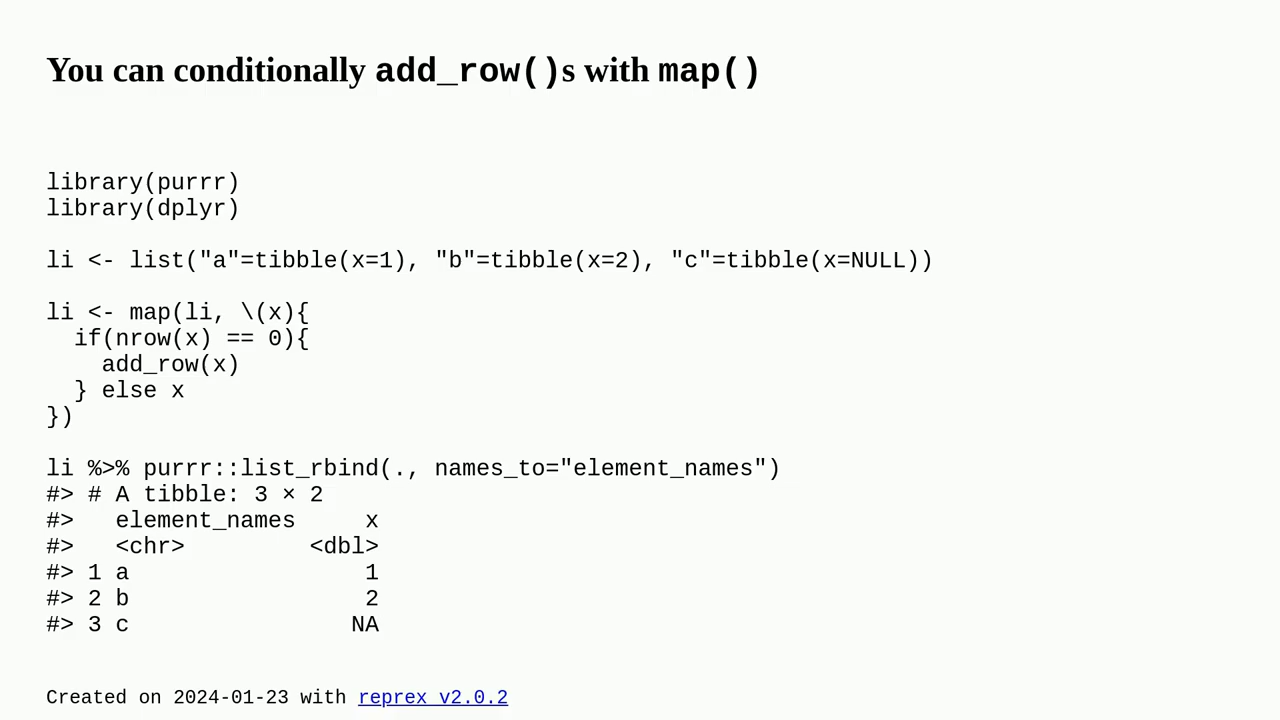 You can conditionally add_row()s with map()
library(purrr)
library(dplyr)
li <- list("a"=tibble(x=1), "b"=tibble(x=2), "c"=tibble(x=NULL))
li <- map(li, \(x){
  if(nrow(x) == 0){
    add_row(x)
  } else x
})
li %>% purrr::list_rbind(., names_to="element_names")
#> # A tibble: 3 × 2
#>   element_names     x
#>   <chr>         <dbl>
#> 1 a                 1
#> 2 b                 2
#> 3 c                NA
Created on 2024-01-23 with reprex v2.0.2